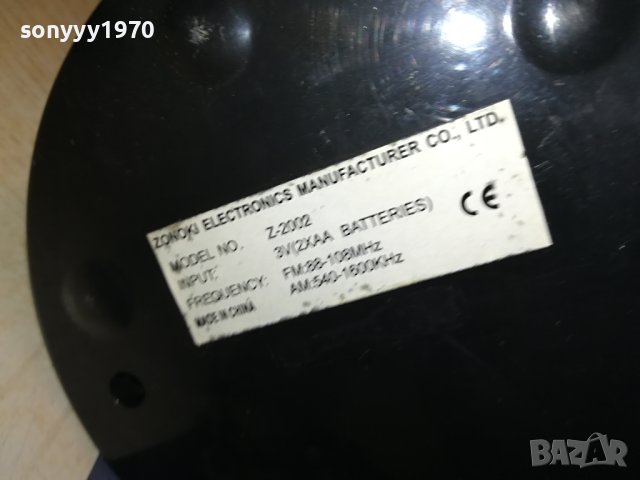 sonyyy1970
ZONOKI ELECTRONICS MANUFACTURER CO., LTD.
MODEL NO. Z-2002
INPUT: 3V(2XAA BATTERIES)
FREQUENCY: FM:88-108MHz
AM:540-1600KHz
MADE IN CHINA
CE
BAZAR